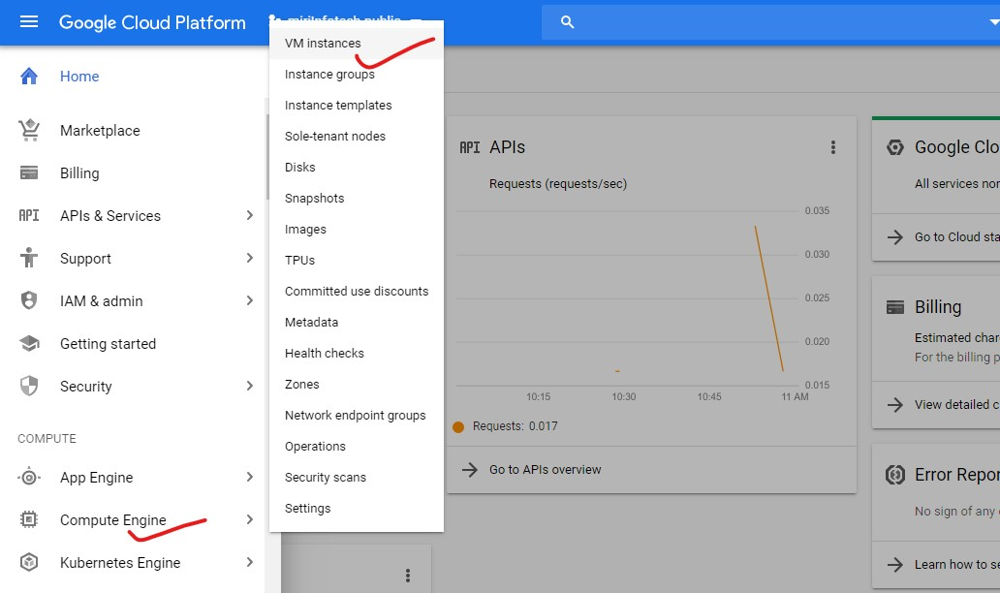 Google Cloud Platform
VM instances
Instance groups
Instance templates
Sole-tenant nodes
Disks
Snapshots
Images
TPUs
Committed use discounts
Metadata
Health checks
Zones
Network endpoint groups
Operations
Security scans
Settings
Home
Marketplace
Billing
API APIs & Services
Support
IAM & admin
Getting started
Security
COMPUTE
App Engine
Compute Engine
Kubernetes Engine
API APIs
Requests (requests/sec)
0.035
0.030
0.025
0.020
0.015
10:15 10:30 10:45 11 AM
Requests: 0.017
Go to APIs overview
Google Clo
All services nor
Go to Cloud sta
Billing
Estimated char
For the billing p
View detailed c
Error Repor
No sign of any
Learn how to se